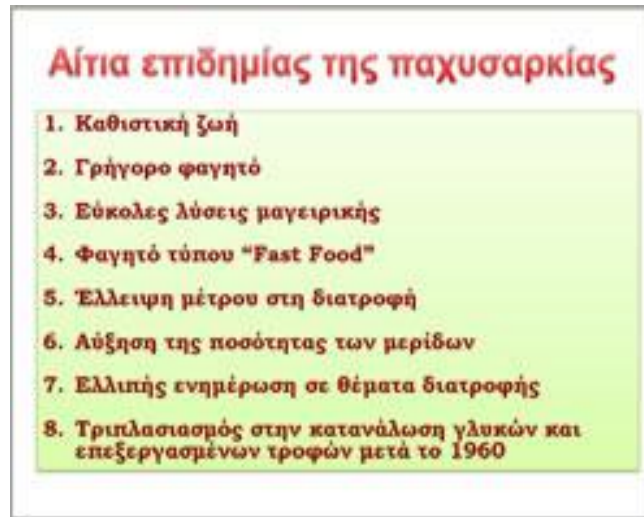 Αίτια επιδημίας της παχυσαρκίας
1. Καθιστική ζωή
2. Γρήγορο φαγητό
3. Εύκολες λύσεις μαγειρικής
4. Φαγητό τύπου “Fast Food”
5. Έλλειψη μέτρου στη διατροφή
6. Αύξηση της ποσότητας των μερίδων
7. Ελλιπής ενημέρωση σε θέματα διατροφής
8. Τριπλασιασμός στην κατανάλωση γλυκών και
επεξεργασμένων τροφών μετά το 1960